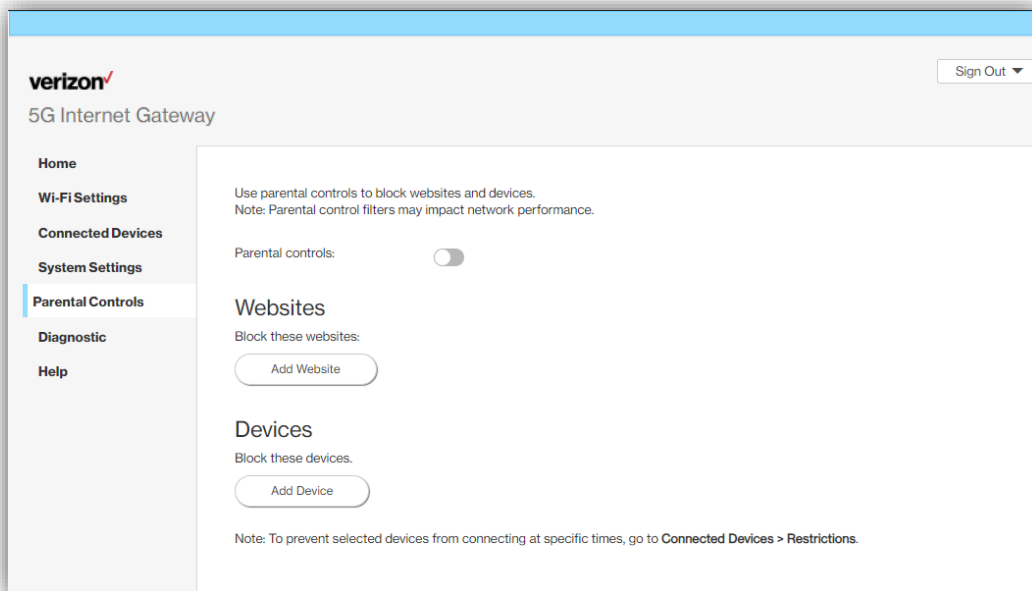 verizon
Sign Out
5G Internet Gateway
Home
Wi-Fi Settings
Connected Devices
System Settings
Parental Controls
Diagnostic
Help
Use parental controls to block websites and devices.
Note: Parental control filters may impact network performance.
Parental controls:
Websites
Block these websites:
Add Website
Devices
Block these devices.
Add Device
Note: To prevent selected devices from connecting at specific times, go to Connected Devices > Restrictions.